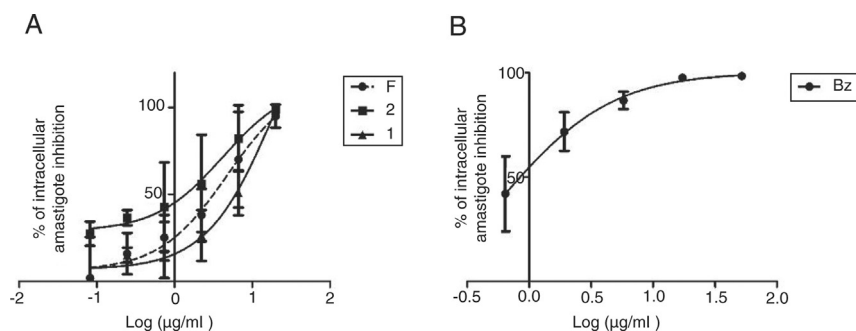 A
% of intracellular
amastigote inhibition
100
50
-2
-1
0
1
2
Log (µg/ml )
F
2
1
B
% of intracellular
amastigote inhibition
100
50
-0.5
0.0
0.5
1.0
1.5
2.0
Log (µg/ml )
Bz